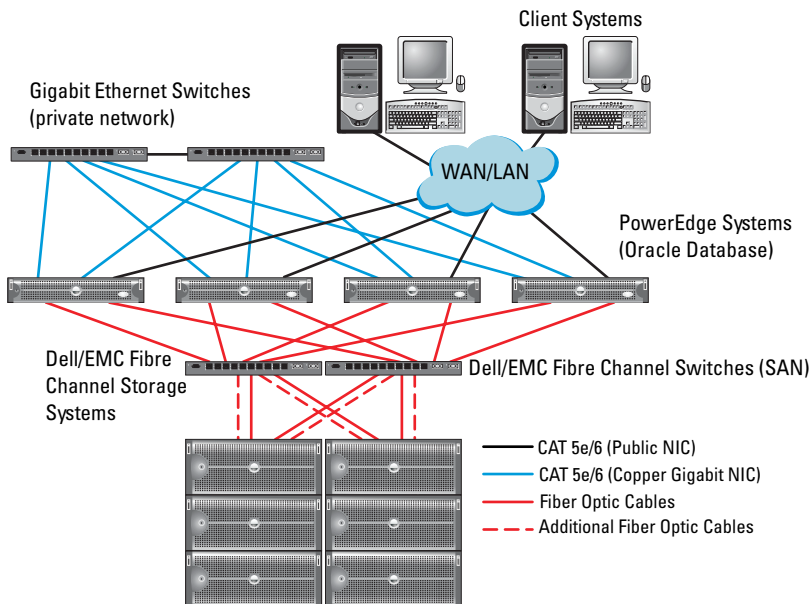 Client Systems
Gigabit Ethernet Switches
(private network)
WAN/LAN
PowerEdge Systems
(Oracle Database)
Dell/EMC Fibre
Channel Storage
Systems
Dell/EMC Fibre Channel Switches (SAN)
CAT 5e/6 (Public NIC)
CAT 5e/6 (Copper Gigabit NIC)
Fiber Optic Cables
Additional Fiber Optic Cables